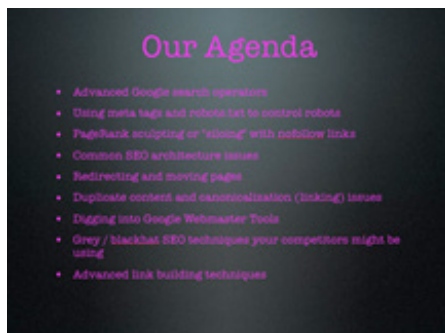 Our Agenda
Advanced Google search operators
Using meta tags and robots.txt to control robots
PageRank sculpting or "siloing" with nofollow links
Common SEO architecture issues
Redirecting and moving pages
Duplicate content and canonicalization (linking) issues
Digging into Google Webmaster Tools
Grey / blackhat SEO techniques your competitors might be
using
Advanced link building techniques